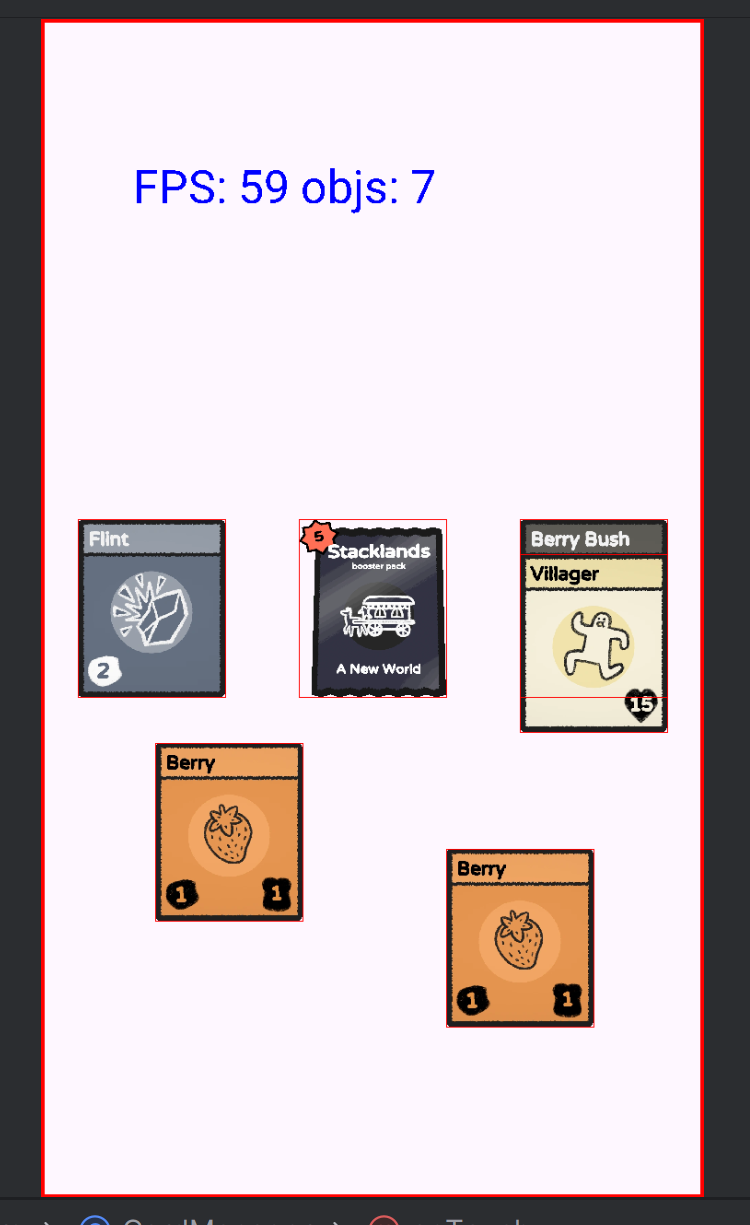 FPS: 59 objs: 7
Flint
2
5
Stacklands
booster pack
A New World
Berry Bush
Villager
15
Berry
1
1
Berry
1
1